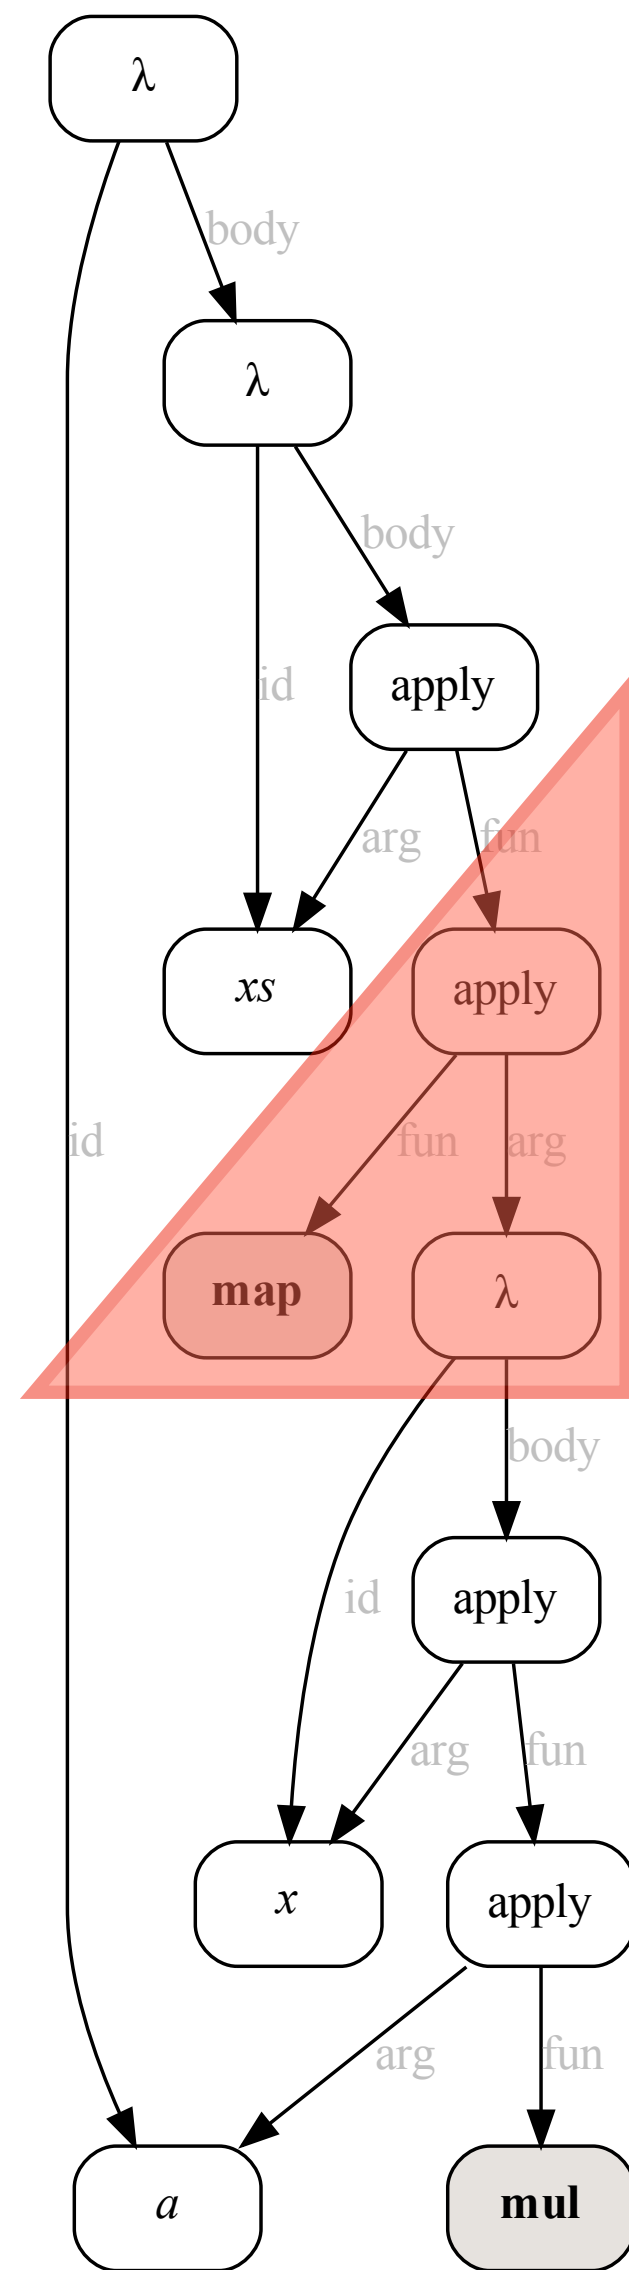 λ
body
λ
body
id
apply
arg
fun
xs
apply
id
fun
arg
map
λ
body
id
apply
arg
fun
x
apply
arg
fun
a
mul